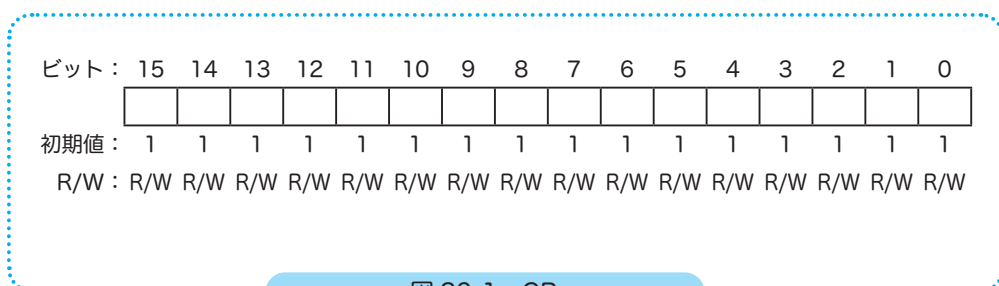 ビット： 15 14 13 12 11 10 9 8 7 6 5 4 3 2 1 0
初期値： 1 1 1 1 1 1 1 1 1 1 1 1 1 1 1 1
R/W： R/W R/W R/W R/W R/W R/W R/W R/W R/W R/W R/W R/W R/W R/W R/W R/W